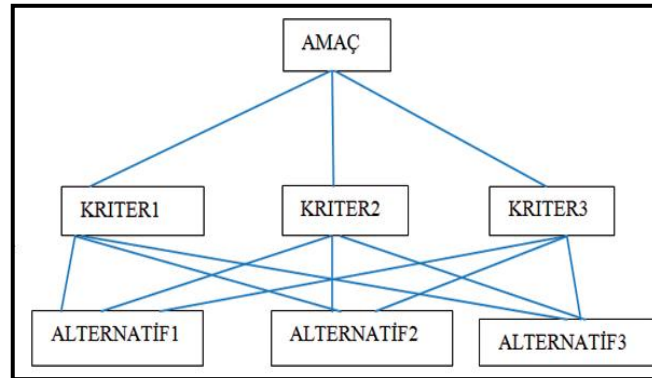 AMAÇ
KRITER1
KRITER2
KRITER3
ALTERNATİF1
ALTERNATİF2
ALTERNATİF3